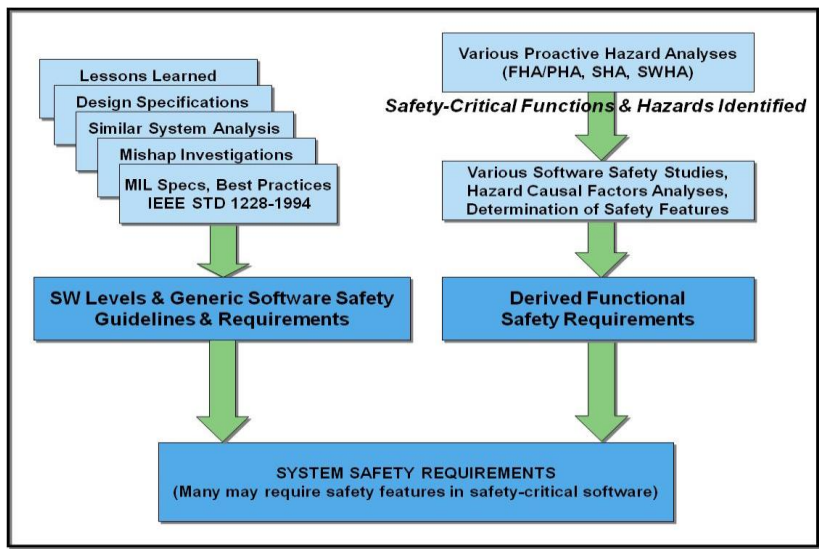 Lessons Learned
Design Specifications
Similar System Analysis
Mishap Investigations
MIL Specs, Best Practices
IEEE STD 1228-1994
SW Levels & Generic Software Safety
Guidelines & Requirements
Various Proactive Hazard Analyses
(FHA/PHA, SHA, SWHA)
Safety-Critical Functions & Hazards Identified
Various Software Safety Studies,
Hazard Causal Factors Analyses,
Determination of Safety Features
Derived Functional
Safety Requirements
SYSTEM SAFETY REQUIREMENTS
(Many may require safety features in safety-critical software)